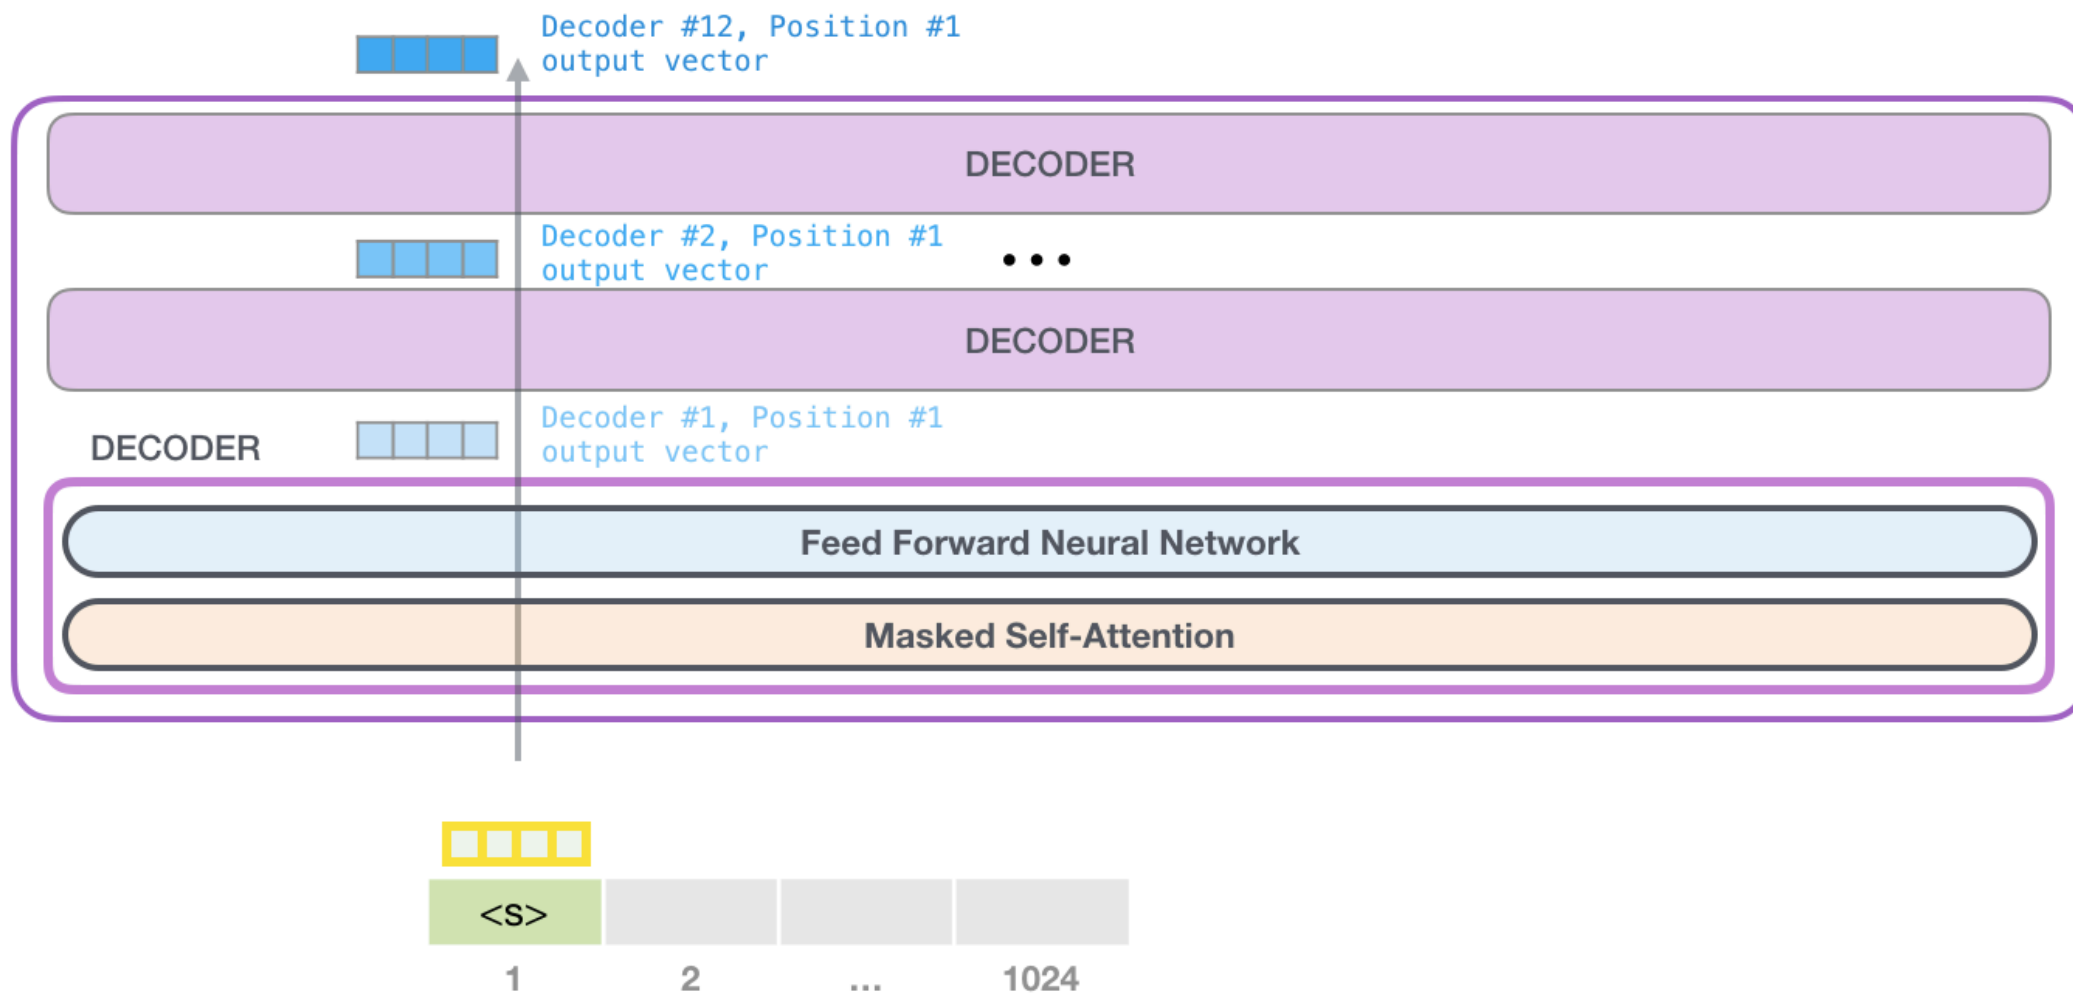 Decoder #12, Position #1
output vector
DECODER
Decoder #2, Position #1
output vector
...
DECODER
Decoder #1, Position #1
output vector
DECODER
Feed Forward Neural Network
Masked Self-Attention
<s>
1 2 ... 1024